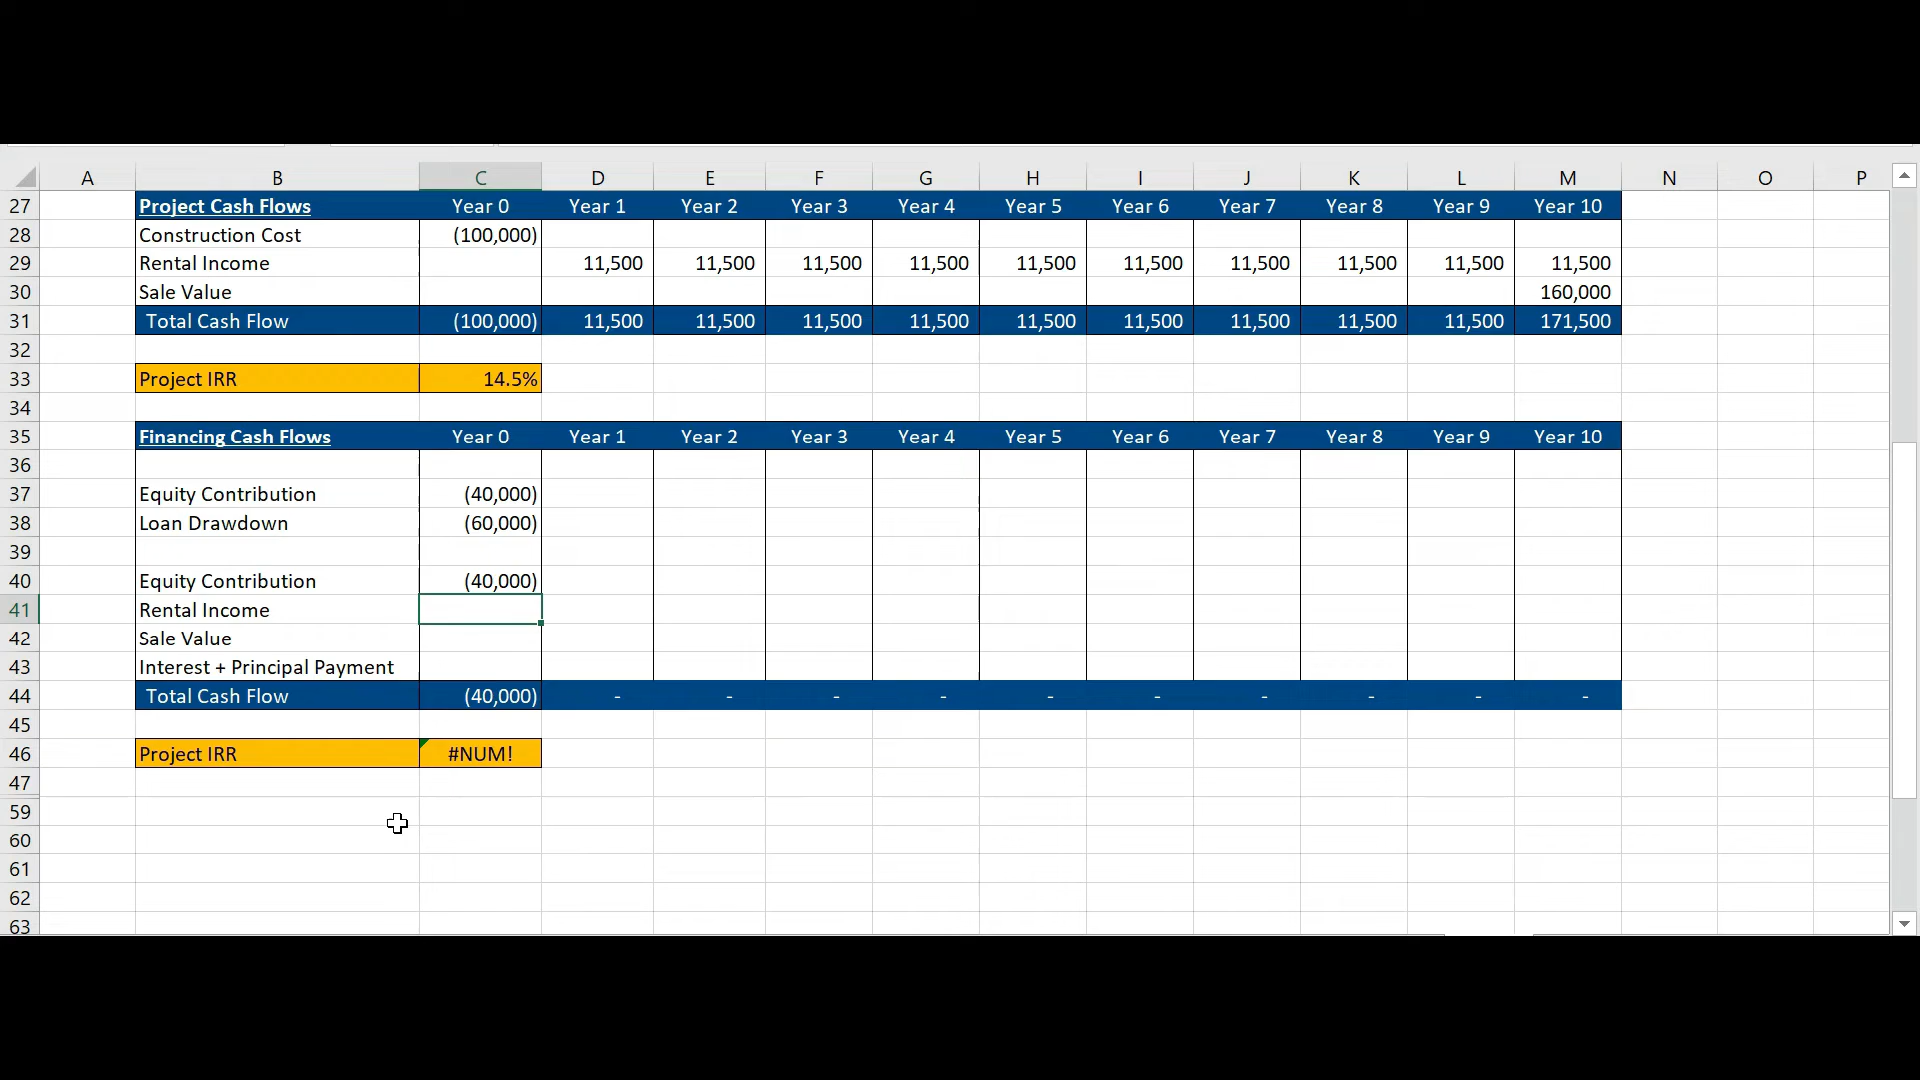 A B C D E F G H I J K L M N O P
27 Project Cash Flows Year 0 Year 1 Year 2 Year 3 Year 4 Year 5 Year 6 Year 7 Year 8 Year 9 Year 10
28 Construction Cost (100,000)
29 Rental Income 11,500 11,500 11,500 11,500 11,500 11,500 11,500 11,500 11,500 11,500
30 Sale Value 160,000
31 Total Cash Flow (100,000) 11,500 11,500 11,500 11,500 11,500 11,500 11,500 11,500 11,500 171,500
32
33 Project IRR 14.5%
34
35 Financing Cash Flows Year 0 Year 1 Year 2 Year 3 Year 4 Year 5 Year 6 Year 7 Year 8 Year 9 Year 10
36
37 Equity Contribution (40,000)
38 Loan Drawdown (60,000)
39
40 Equity Contribution (40,000)
41 Rental Income
42 Sale Value
43 Interest + Principal Payment
44 Total Cash Flow (40,000) - - - - - - - - - -
45
46 Project IRR #NUM!
47
59
60
61
62
63